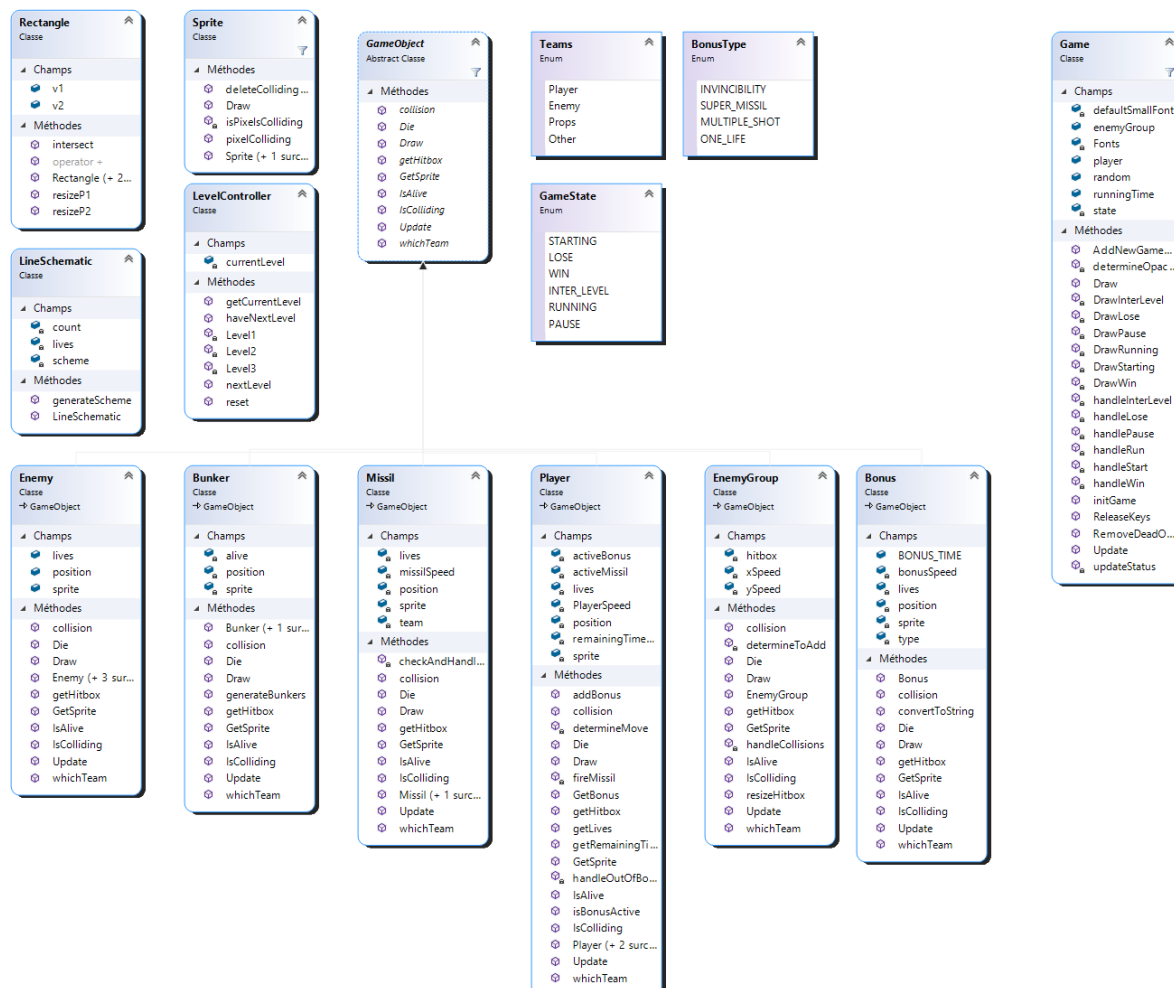 Rectangle
Classe
Champs
v1
v2
Méthodes
intersect
operator +
Rectangle (+ 2...
resizeP1
resizeP2
Sprite
Classe
Méthodes
deleteColliding...
Draw
isPixelsColliding
pixelColliding
Sprite (+ 1 surc...
GameObject
Abstract Classe
Méthodes
collision
Die
Draw
getHitbox
GetSprite
IsAlive
IsColliding
Update
whichTeam
Teams
Enum
Player
Enemy
Props
Other
BonusType
Enum
INVINCIBILITY
SUPER_MISSIL
MULTIPLE_SHOT
ONE_LIFE
Game
Classe
Champs
defaultSmallFont
enemyGroup
Fonts
player
random
runningTime
state
Méthodes
AddNewGame...
determineOpac...
Draw
DrawInterLevel
DrawLose
DrawPause
DrawRunning
DrawStarting
DrawWin
handleInterLevel
handleLose
handlePause
handleRun
handleStart
handleWin
initGame
ReleaseKeys
RemoveDeadO...
Update
updateStatus
LineSchematic
Classe
Champs
count
lives
scheme
Méthodes
generateScheme
LineSchematic
LevelController
Classe
Champs
currentLevel
Méthodes
getCurrentLevel
haveNextLevel
Level1
Level2
Level3
nextLevel
reset
GameState
Enum
STARTING
LOSE
WIN
INTER_LEVEL
RUNNING
PAUSE
Enemy
Classe
GameObject
Champs
lives
position
sprite
Méthodes
collision
Die
Draw
Enemy (+ 3 sur...
getHitbox
GetSprite
IsAlive
IsColliding
Update
whichTeam
Bunker
Classe
GameObject
Champs
alive
position
sprite
Méthodes
Bunker (+ 1 sur...
collision
Die
Draw
generateBunkers
getHitbox
GetSprite
IsAlive
IsColliding
Update
whichTeam
Missil
Classe
GameObject
Champs
lives
missilSpeed
position
sprite
team
Méthodes
checkAndHandl...
collision
Die
Draw
getHitbox
GetSprite
IsAlive
IsColliding
Missil (+ 1 surc...
Update
whichTeam
Player
Classe
GameObject
Champs
activeBonus
activeMissil
lives
PlayerSpeed
position
remainingTime...
sprite
Méthodes
addBonus
collision
determineMove
Die
Draw
fireMissil
GetBonus
getHitbox
getLives
getRemainingTi...
GetSprite
handleOutOfBo...
IsAlive
isBonusActive
IsColliding
Player (+ 2 surc...
Update
whichTeam
EnemyGroup
Classe
GameObject
Champs
hitbox
xSpeed
ySpeed
Méthodes
collision
determineToAdd
Die
Draw
EnemyGroup
getHitbox
GetSprite
handleCollisions
IsAlive
IsColliding
resizeHitbox
Update
whichTeam
Bonus
Classe
GameObject
Champs
BONUS_TIME
bonusSpeed
lives
position
sprite
type
Méthodes
Bonus
collision
convertToString
Die
Draw
getHitbox
GetSprite
IsAlive
IsColliding
Update
whichTeam